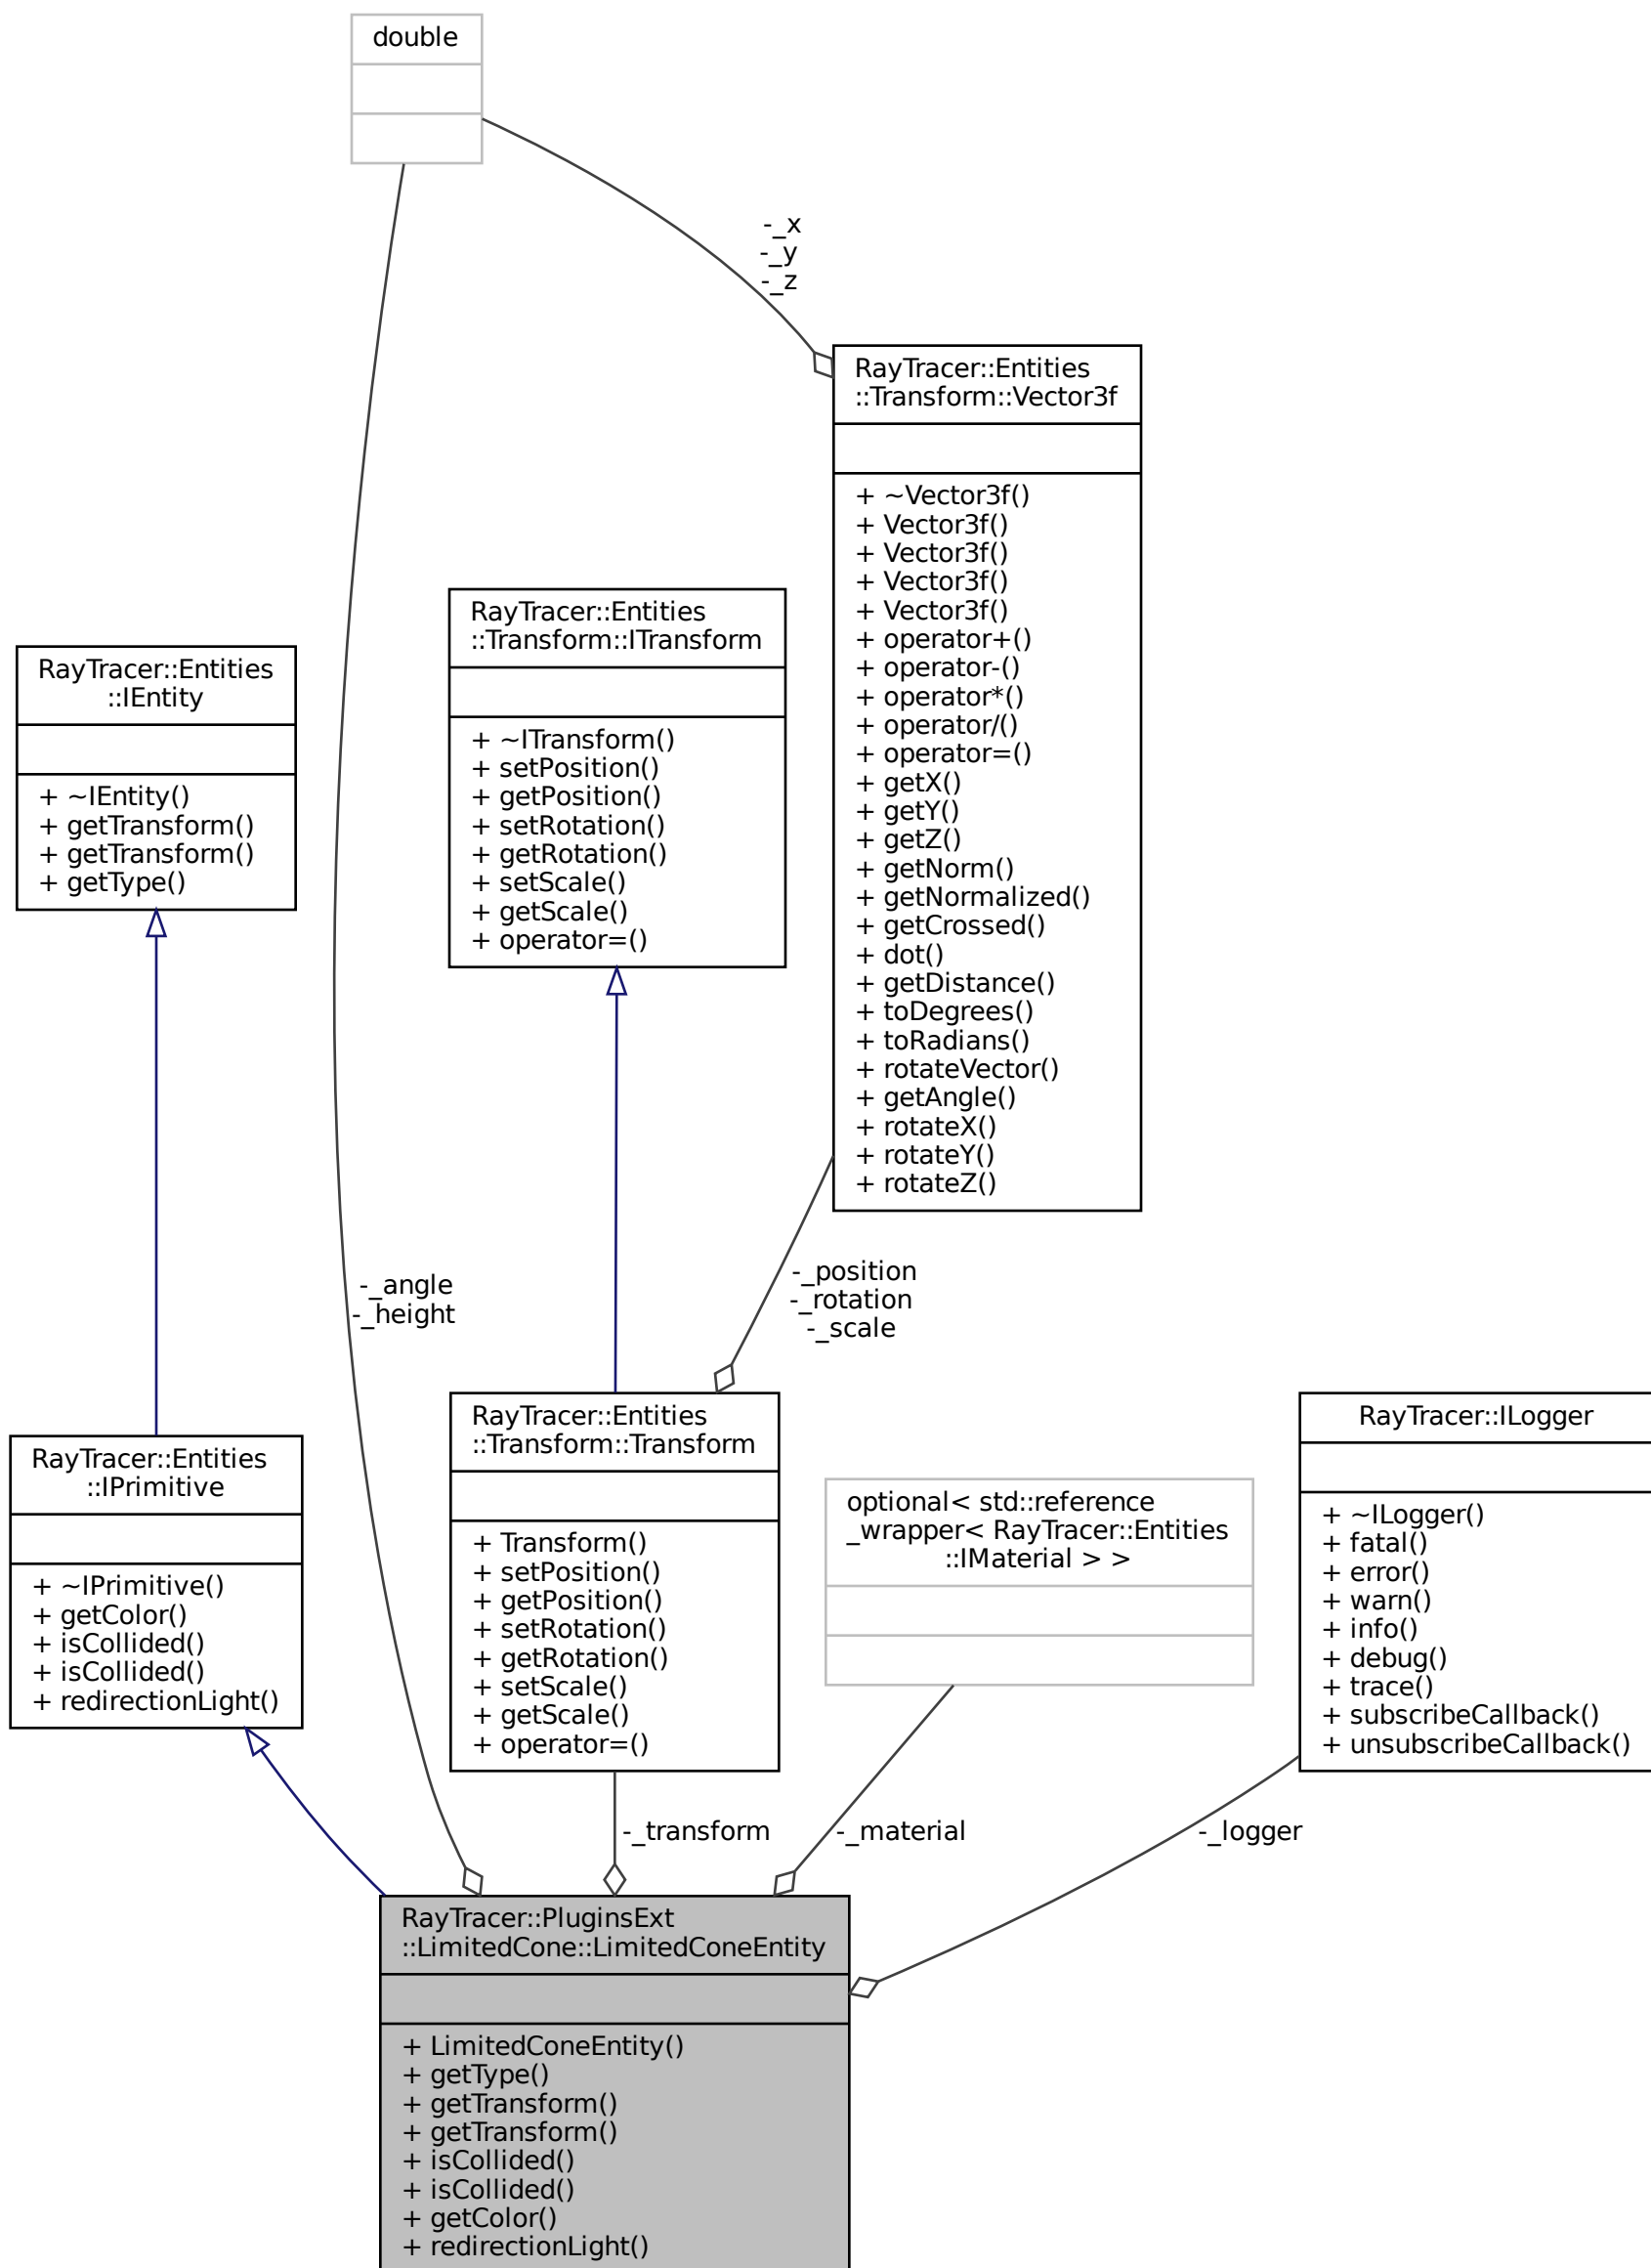 double
-_x
-_y
-_z
RayTracer::Entities
::Transform::Vector3f
+ ~Vector3f()
+ Vector3f()
+ Vector3f()
+ Vector3f()
+ Vector3f()
+ operator+()
+ operator-()
+ operator*()
+ operator/()
+ operator=()
+ getX()
+ getY()
+ getZ()
+ getNorm()
+ getNormalized()
+ getCrossed()
+ dot()
+ getDistance()
+ toDegrees()
+ toRadians()
+ rotateVector()
+ getAngle()
+ rotateX()
+ rotateY()
+ rotateZ()
RayTracer::Entities
::Transform::ITransform
+ ~ITransform()
+ setPosition()
+ getPosition()
+ setRotation()
+ getRotation()
+ setScale()
+ getScale()
+ operator=()
RayTracer::Entities
::IEntity
+ ~IEntity()
+ getTransform()
+ getTransform()
+ getType()
-_angle
-_height
-_position
-_rotation
-_scale
RayTracer::Entities
::IPrimitive
+ ~IPrimitive()
+ getColor()
+ isCollided()
+ isCollided()
+ redirectionLight()
RayTracer::Entities
::Transform::Transform
+ Transform()
+ setPosition()
+ getPosition()
+ setRotation()
+ getRotation()
+ setScale()
+ getScale()
+ operator=()
optional< std::reference
_wrapper< RayTracer::Entities
::IMaterial > >
RayTracer::ILogger
+ ~ILogger()
+ fatal()
+ error()
+ warn()
+ info()
+ debug()
+ trace()
+ subscribeCallback()
+ unsubscribeCallback()
-_transform
-_material
-_logger
RayTracer::PluginsExt
::LimitedCone::LimitedConeEntity
+ LimitedConeEntity()
+ getType()
+ getTransform()
+ getTransform()
+ isCollided()
+ isCollided()
+ getColor()
+ redirectionLight()